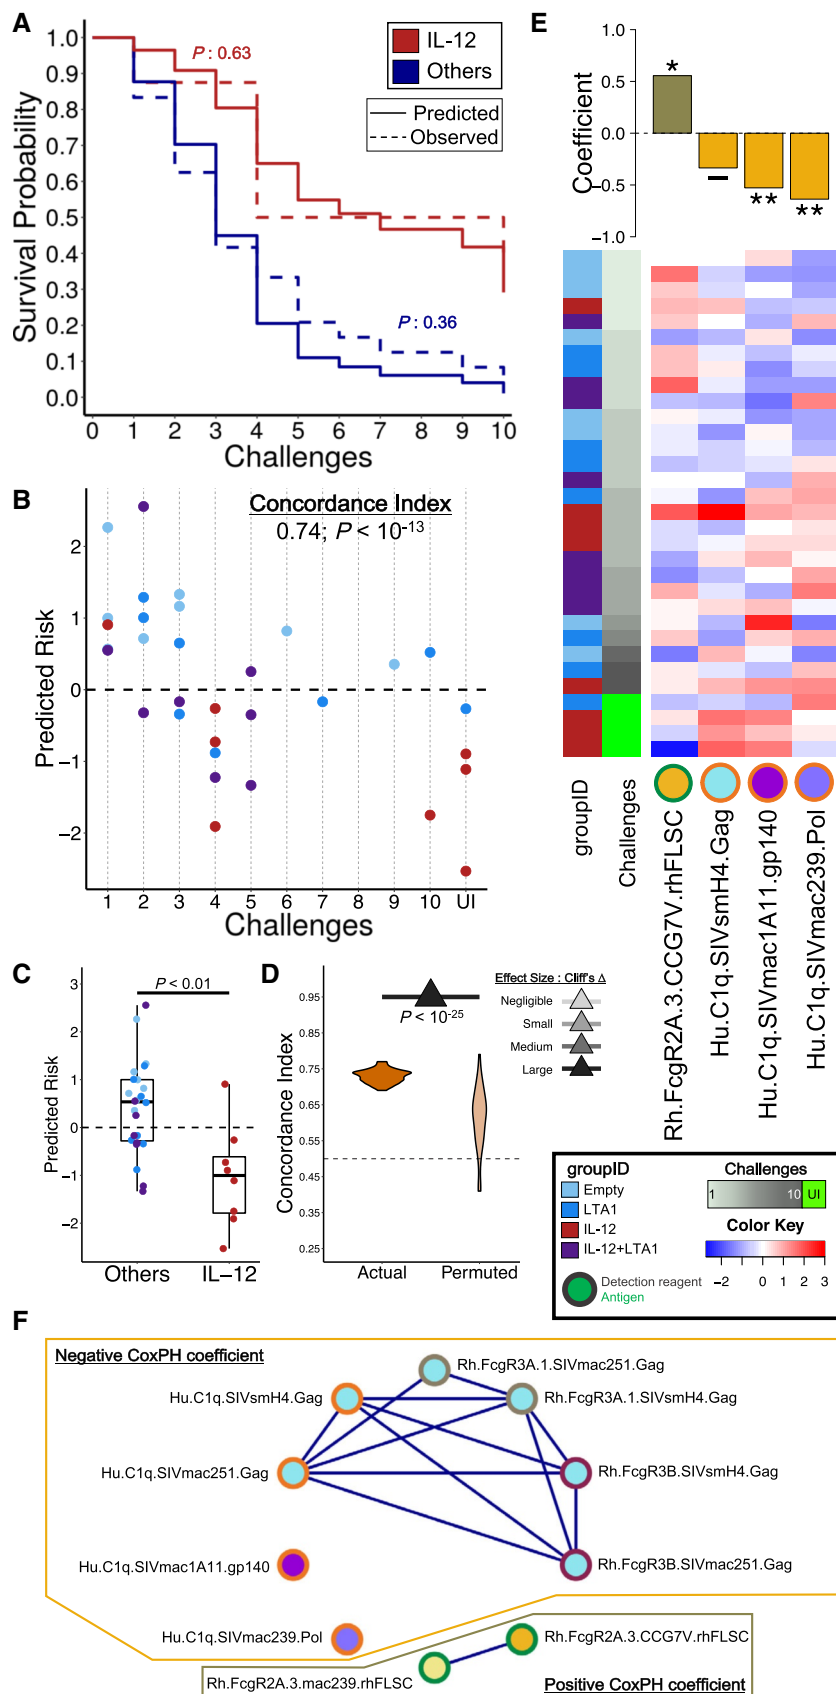 A
1.0
0.9
0.8
0.7
0.6
0.5
0.4
0.3
0.2
0.1
0.0
Survival Probability
P : 0.63
IL-12
Others
Predicted
Observed
P : 0.36
0 1 2 3 4 5 6 7 8 9 10
Challenges
B
Concordance Index
0.74; P < 10-13
2
1
0
−1
−2
Predicted Risk
1 2 3 4 5 6 7 8 9 10 UI
Challenges
C
P < 0.01
3
2
1
0
−1
−2
Predicted Risk
Others IL−12
D
Effect Size : Cliff's Δ
Negligible
Small
Medium
Large
P < 10-25
0.95
0.85
0.75
0.65
0.55
0.45
0.35
0.25
Concordance Index
Actual Permuted
E
1.0
0.5
0.0
−0.5
−1.0
Coefficient
*
**
**
groupID
Challenges
Rh.FcgR2A.3.CCG7V.rhFLSC
Hu.C1q.SIVsmH4.Gag
Hu.C1q.SIVmac1A11.gp140
Hu.C1q.SIVmac239.Pol
groupID
Empty
LTA1
IL-12
IL-12+LTA1
Detection reagent
Antigen
Challenges
1 10 UI
Color Key
−2 0 1 2 3
F
Negative CoxPH coefficient
Rh.FcgR3A.1.SIVmac251.Gag
Hu.C1q.SIVsmH4.Gag
Rh.FcgR3A.1.SIVsmH4.Gag
Hu.C1q.SIVmac251.Gag
Rh.FcgR3B.SIVsmH4.Gag
Hu.C1q.SIVmac1A11.gp140
Rh.FcgR3B.SIVmac251.Gag
Hu.C1q.SIVmac239.Pol
Rh.FcgR2A.3.CCG7V.rhFLSC
Rh.FcgR2A.3.mac239.rhFLSC
Positive CoxPH coefficient